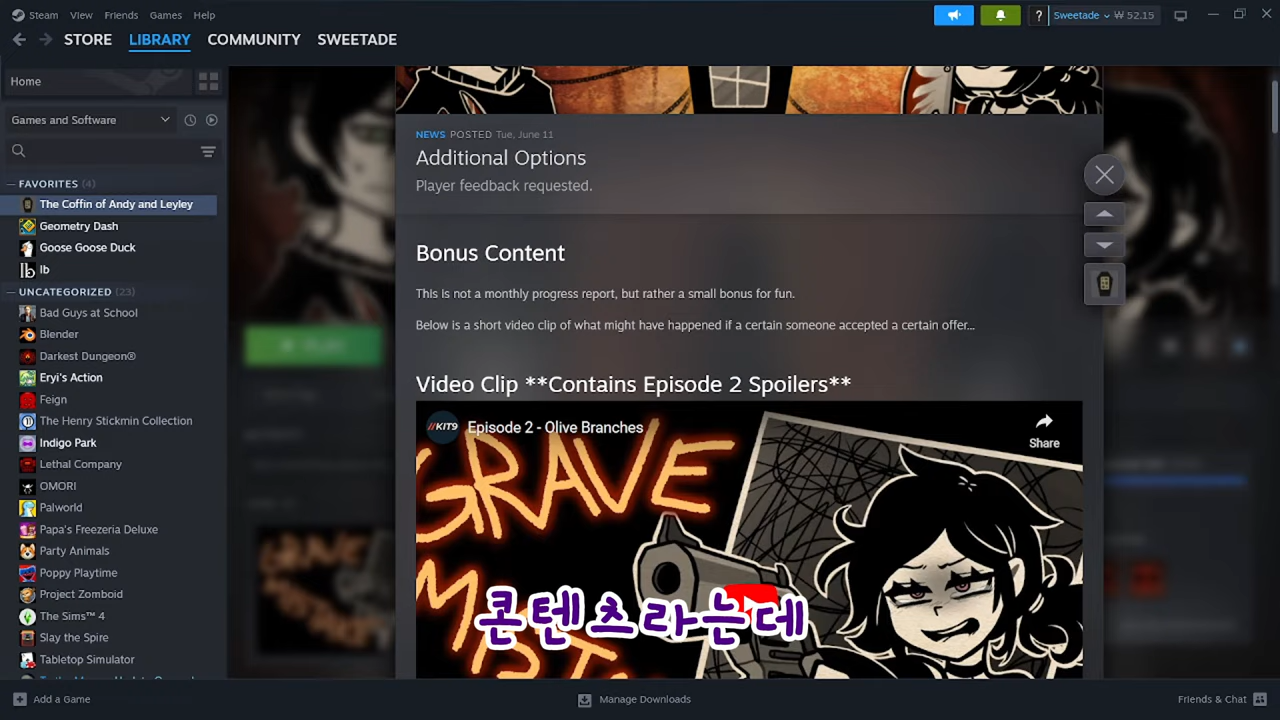 Steam View Friends Games Help
? Sweetade ₩ 52.15
STORE LIBRARY COMMUNITY SWEETADE
Home
Games and Software
FAVORITES (4)
The Coffin of Andy and Leyley
Geometry Dash
Goose Goose Duck
Ib
UNCATEGORIZED (23)
Bad Guys at School
Blender
Darkest Dungeon®
Eryi's Action
Feign
The Henry Stickmin Collection
Indigo Park
Lethal Company
OMORI
Palworld
Papa's Freezeria Deluxe
Party Animals
Poppy Playtime
Project Zomboid
The Sims™ 4
Slay the Spire
Tabletop Simulator
NEWS POSTED Tue, June 11
Additional Options
Player feedback requested.
Bonus Content
This is not a monthly progress report, but rather a small bonus for fun.
Below is a short video clip of what might have happened if a certain someone accepted a certain offer...
Video Clip **Contains Episode 2 Spoilers**
//KIT9 Episode 2 - Olive Branches
Share
GRAVE
콘텐츠라는데
Add a Game
Manage Downloads
Friends & Chat